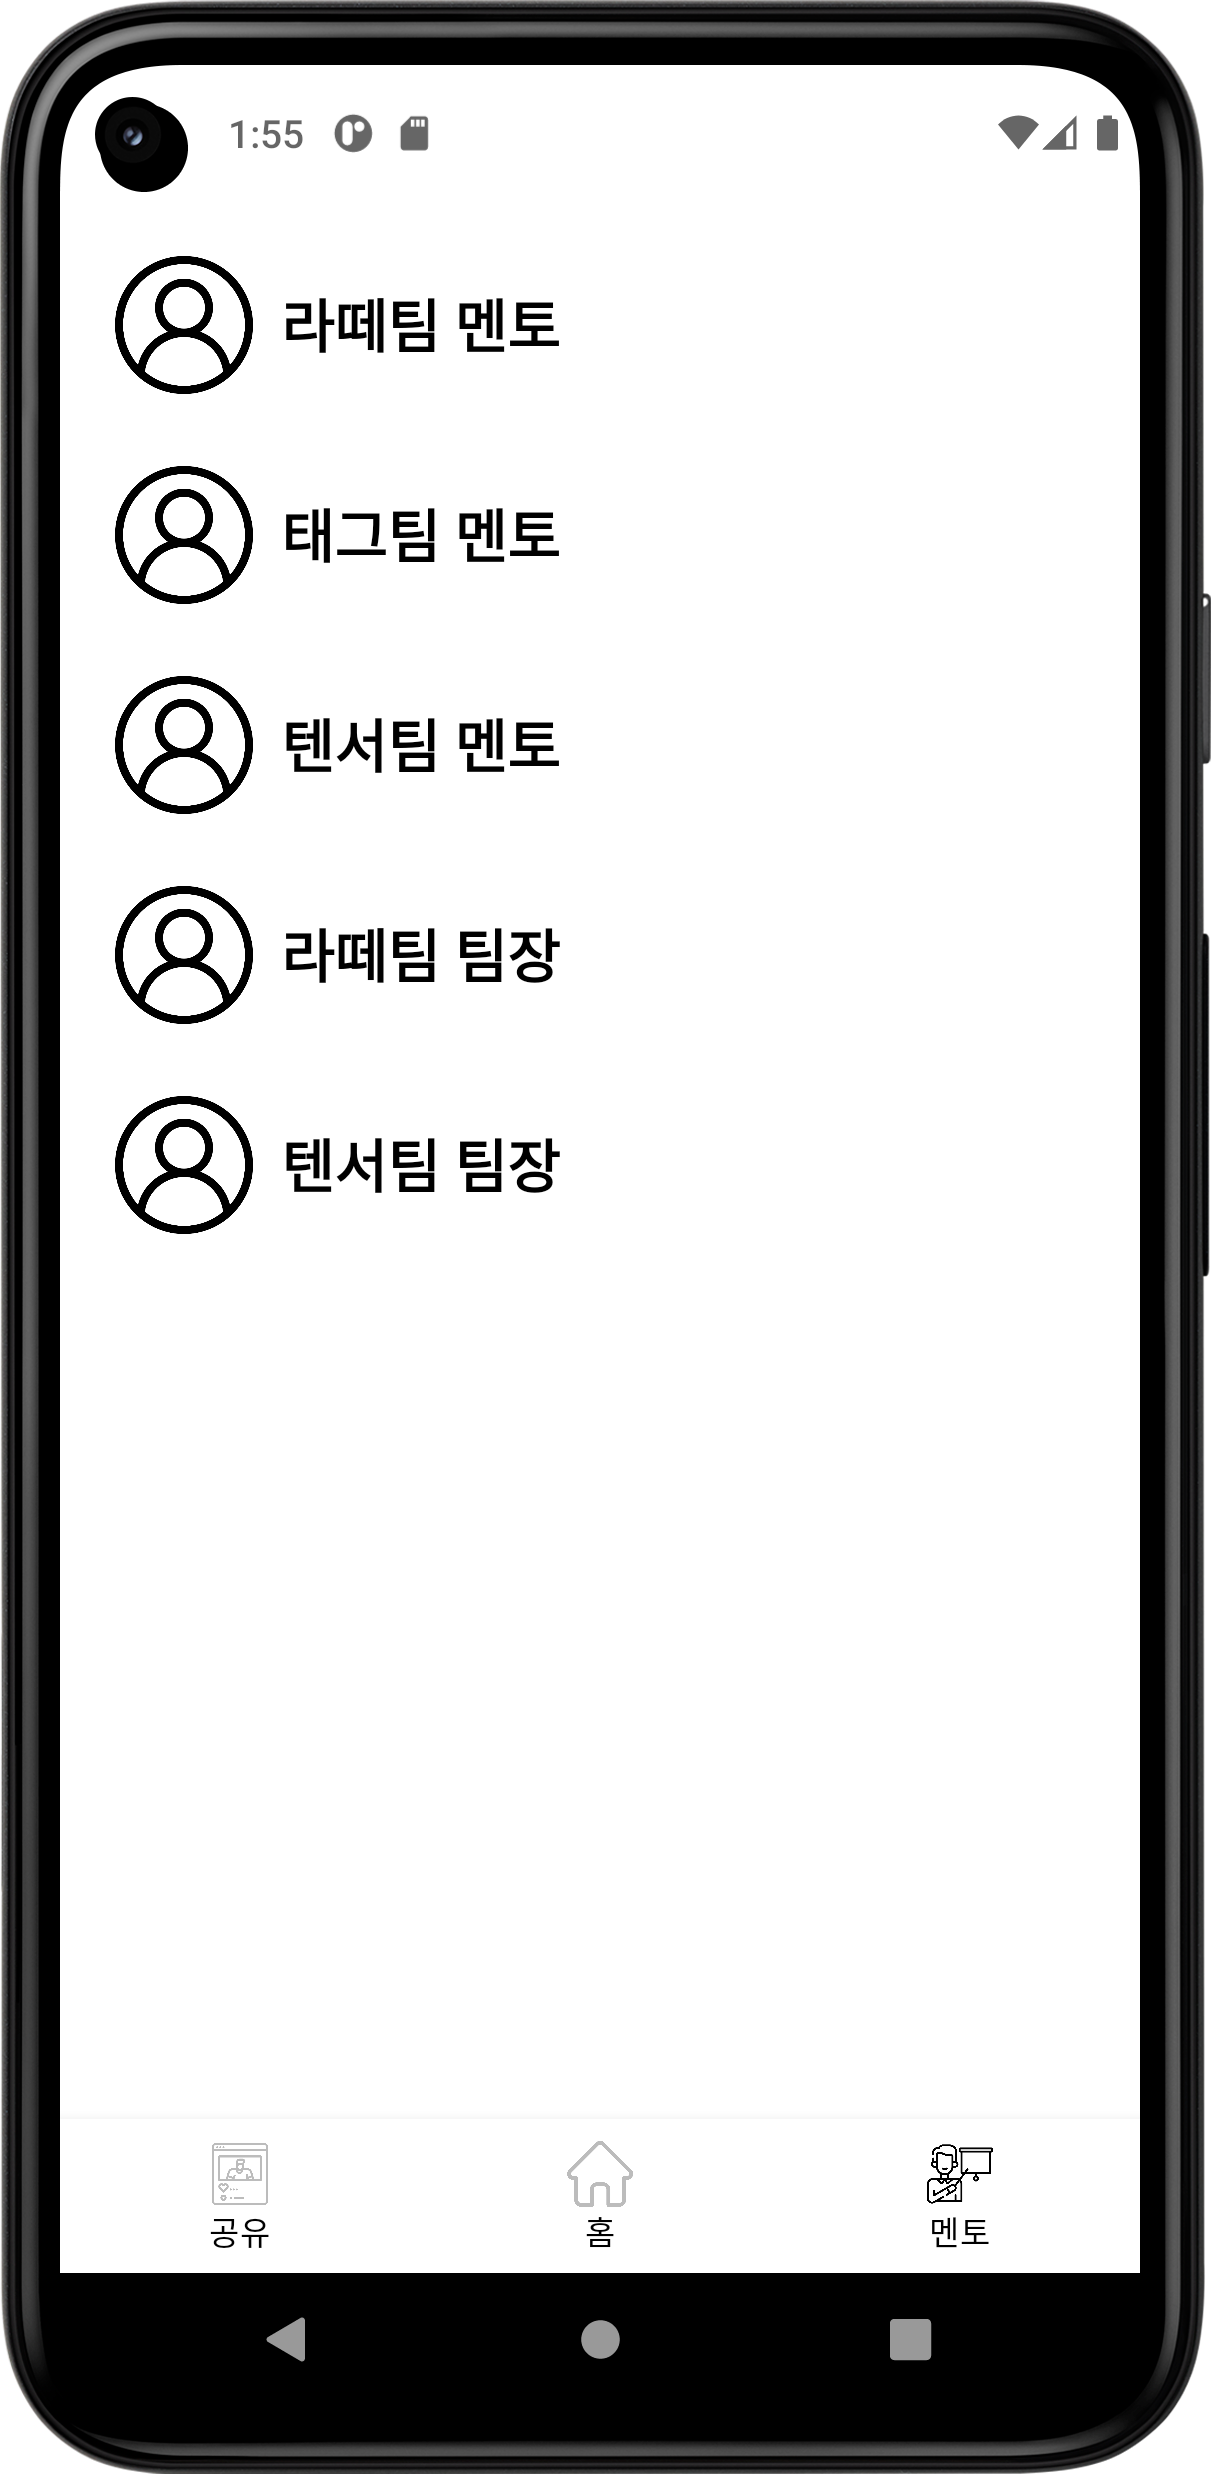 1:55
라떼팀 멘토
태그팀 멘토
텐서팀 멘토
라떼팀 팀장
텐서팀 팀장
공유 홈 멘토